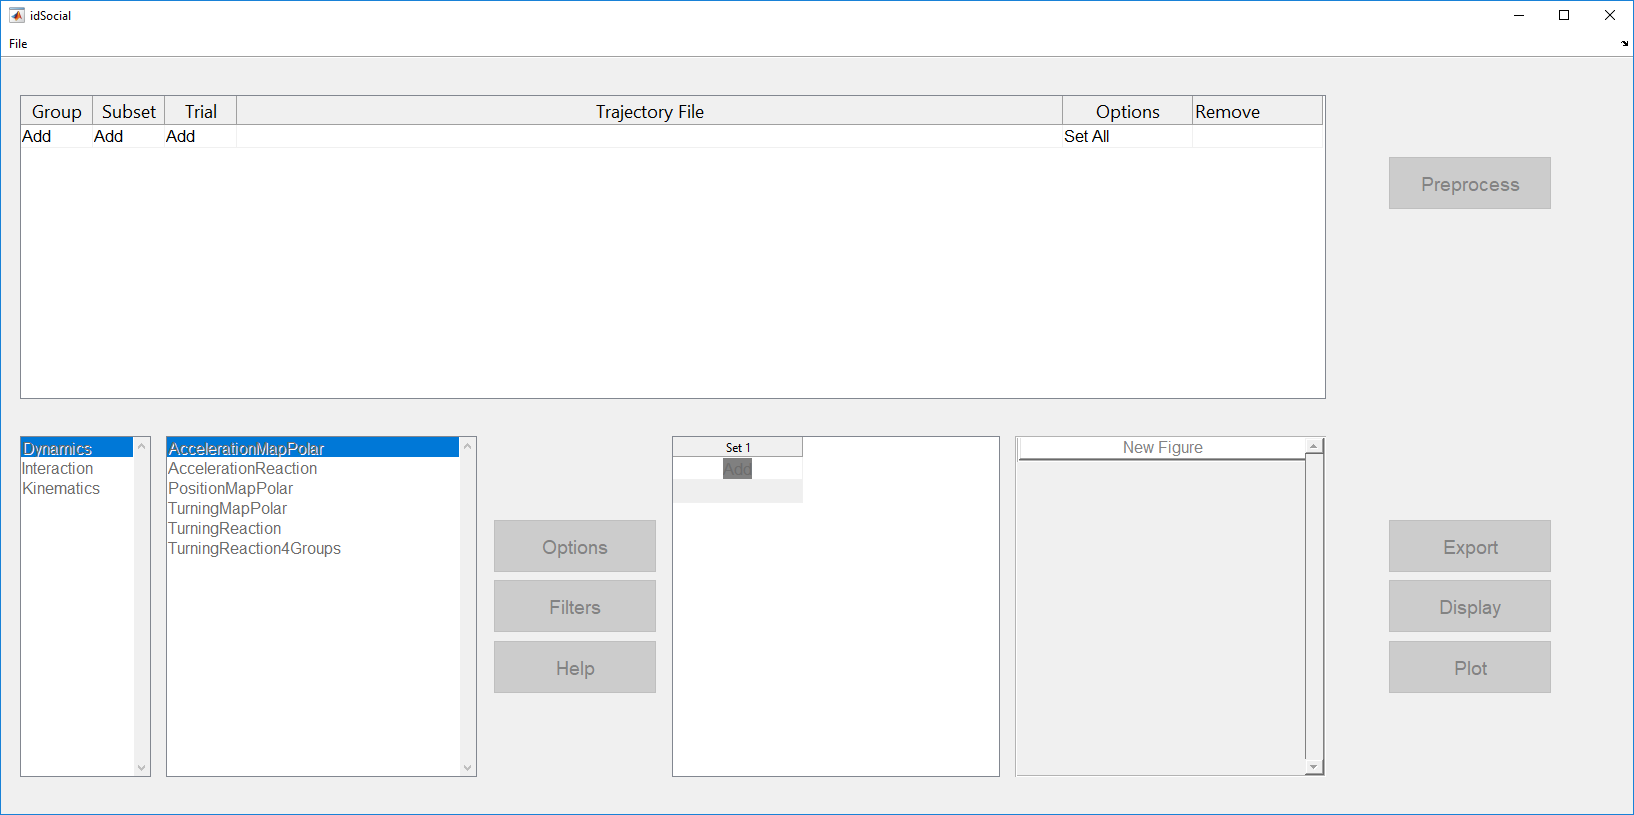 idSocial
File
Group Subset Trial Trajectory File Options Remove
Add Add Add Set All
Preprocess
Dynamics
Interaction
Kinematics
AccelerationMapPolar
AccelerationReaction
PositionMapPolar
TurningMapPolar
TurningReaction
TurningReaction4Groups
Options
Filters
Help
Set 1
Add
New Figure
Export
Display
Plot